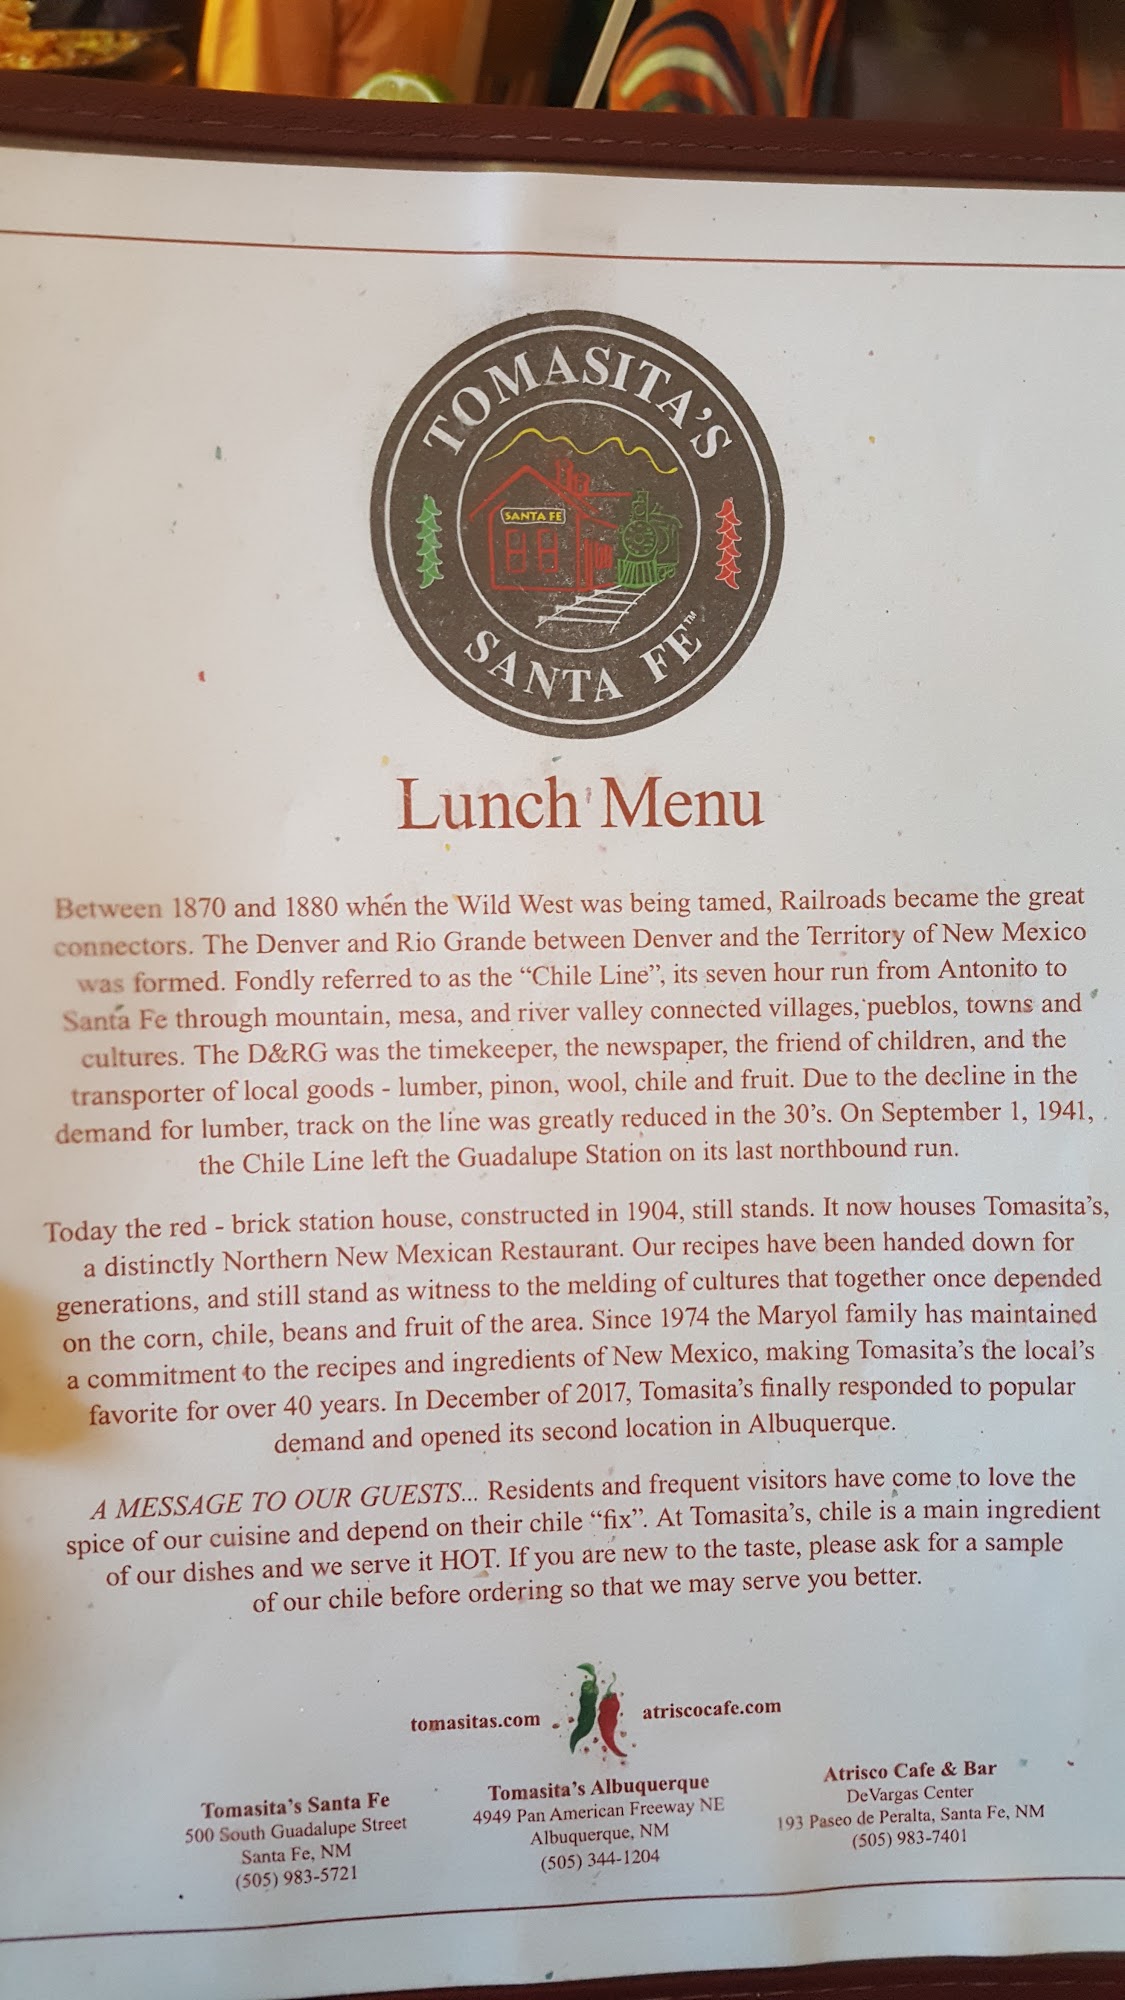 TOMASITA'S
SANTA FE
SANTA FE™
Lunch Menu
Between 1870 and 1880 when the Wild West was being tamed, Railroads became the great
connectors. The Denver and Rio Grande between Denver and the Territory of New Mexico
was formed. Fondly referred to as the “Chile Line”, its seven hour run from Antonito to
Santa Fe through mountain, mesa, and river valley connected villages, pueblos, towns and
cultures. The D&RG was the timekeeper, the newspaper, the friend of children, and the
transporter of local goods - lumber, pinon, wool, chile and fruit. Due to the decline in the
demand for lumber, track on the line was greatly reduced in the 30’s. On September 1, 1941,
the Chile Line left the Guadalupe Station on its last northbound run.
Today the red - brick station house, constructed in 1904, still stands. It now houses Tomasita’s,
a distinctly Northern New Mexican Restaurant. Our recipes have been handed down for
generations, and still stand as witness to the melding of cultures that together once depended
on the corn, chile, beans and fruit of the area. Since 1974 the Maryol family has maintained
a commitment to the recipes and ingredients of New Mexico, making Tomasita’s the local’s
favorite for over 40 years. In December of 2017, Tomasita’s finally responded to popular
demand and opened its second location in Albuquerque.
A MESSAGE TO OUR GUESTS... Residents and frequent visitors have come to love the
spice of our cuisine and depend on their chile “fix”. At Tomasita’s, chile is a main ingredient
of our dishes and we serve it HOT. If you are new to the taste, please ask for a sample
of our chile before ordering so that we may serve you better.
tomasitas.com atriscocafe.com
Tomasita’s Santa Fe
500 South Guadalupe Street
Santa Fe, NM
(505) 983-5721
Tomasita’s Albuquerque
4949 Pan American Freeway NE
Albuquerque, NM
(505) 344-1204
Atrisco Cafe & Bar
DeVargas Center
193 Paseo de Peralta, Santa Fe, NM
(505) 983-7401